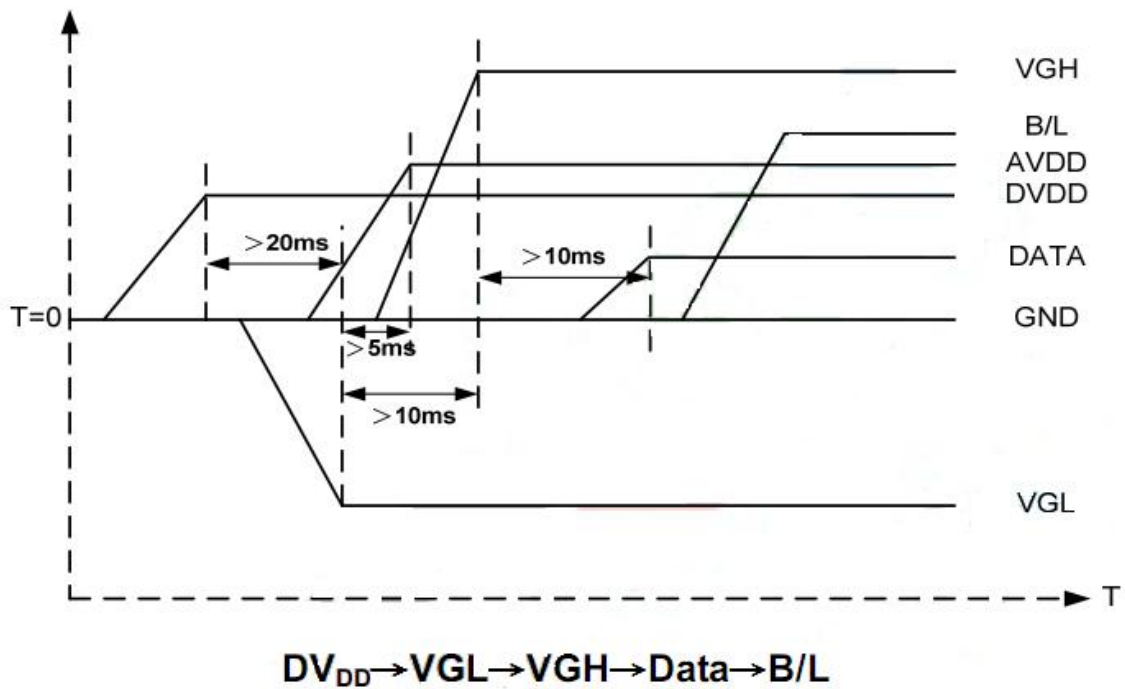 VGH
B/L
AVDD
DVDD
>20ms
>10ms
DATA
T=0
GND
>5ms
>10ms
VGL
T
DVDD→VGL→VGH→Data→B/L